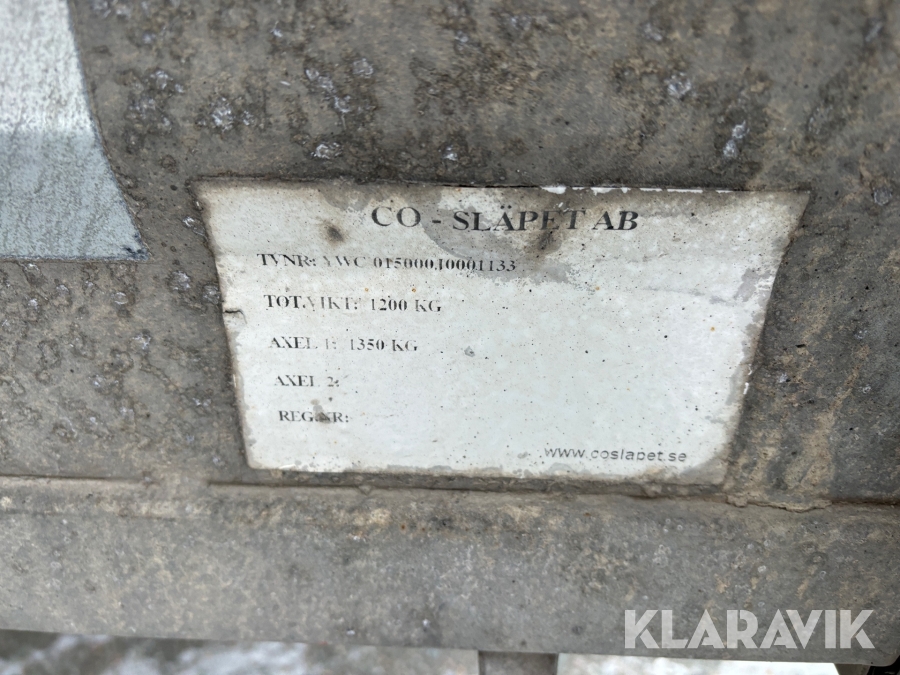 CO - SLÄPET AB
TVNR: YWC 015000J0001133
TOT.VIKT: 1200 KG
AXEL 1: 1350 KG
AXEL 2:
REG.NR:
www.coslapet.se
KLARAVIK